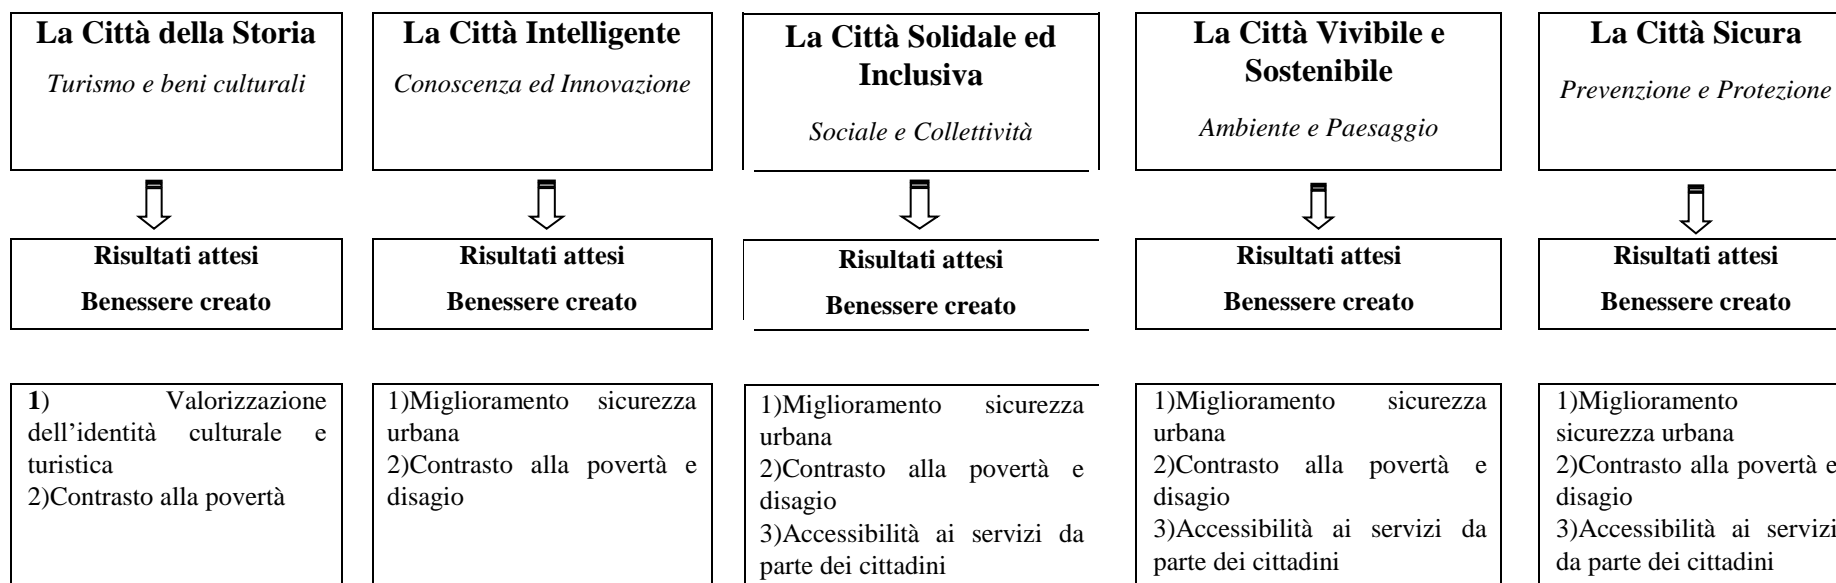 La Città della Storia
Turismo e beni culturali
La Città Intelligente
Conoscenza ed Innovazione
La Città Solidale ed
Inclusiva
Sociale e Collettività
La Città Vivibile e
Sostenibile
Ambiente e Paesaggio
La Città Sicura
Prevenzione e Protezione
Risultati attesi
Benessere creato
Risultati attesi
Benessere creato
Risultati attesi
Benessere creato
Risultati attesi
Benessere creato
Risultati attesi
Benessere creato
1) Valorizzazione
dell’identità culturale e
turistica
2)Contrasto alla povertà
1)Miglioramento sicurezza
urbana
2)Contrasto alla povertà e
disagio
1)Miglioramento sicurezza
urbana
2)Contrasto alla povertà e
disagio
3)Accessibilità ai servizi da
parte dei cittadini
1)Miglioramento sicurezza
urbana
2)Contrasto alla povertà e
disagio
3)Accessibilità ai servizi da
parte dei cittadini
1)Miglioramento
sicurezza urbana
2)Contrasto alla povertà e
disagio
3)Accessibilità ai servizi
da parte dei cittadini